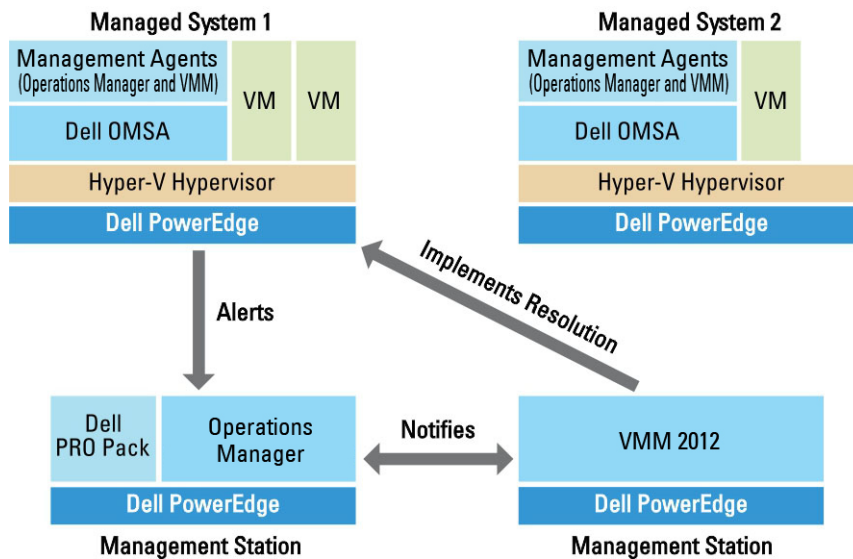 Managed System 1
Management Agents
(Operations Manager and VMM)
Dell OMSA
VM
VM
Hyper-V Hypervisor
Dell PowerEdge
Managed System 2
Management Agents
(Operations Manager and VMM)
Dell OMSA
VM
Hyper-V Hypervisor
Dell PowerEdge
Alerts
Implements Resolution
Dell
PRO Pack
Operations
Manager
Dell PowerEdge
Management Station
Notifies
VMM 2012
Dell PowerEdge
Management Station